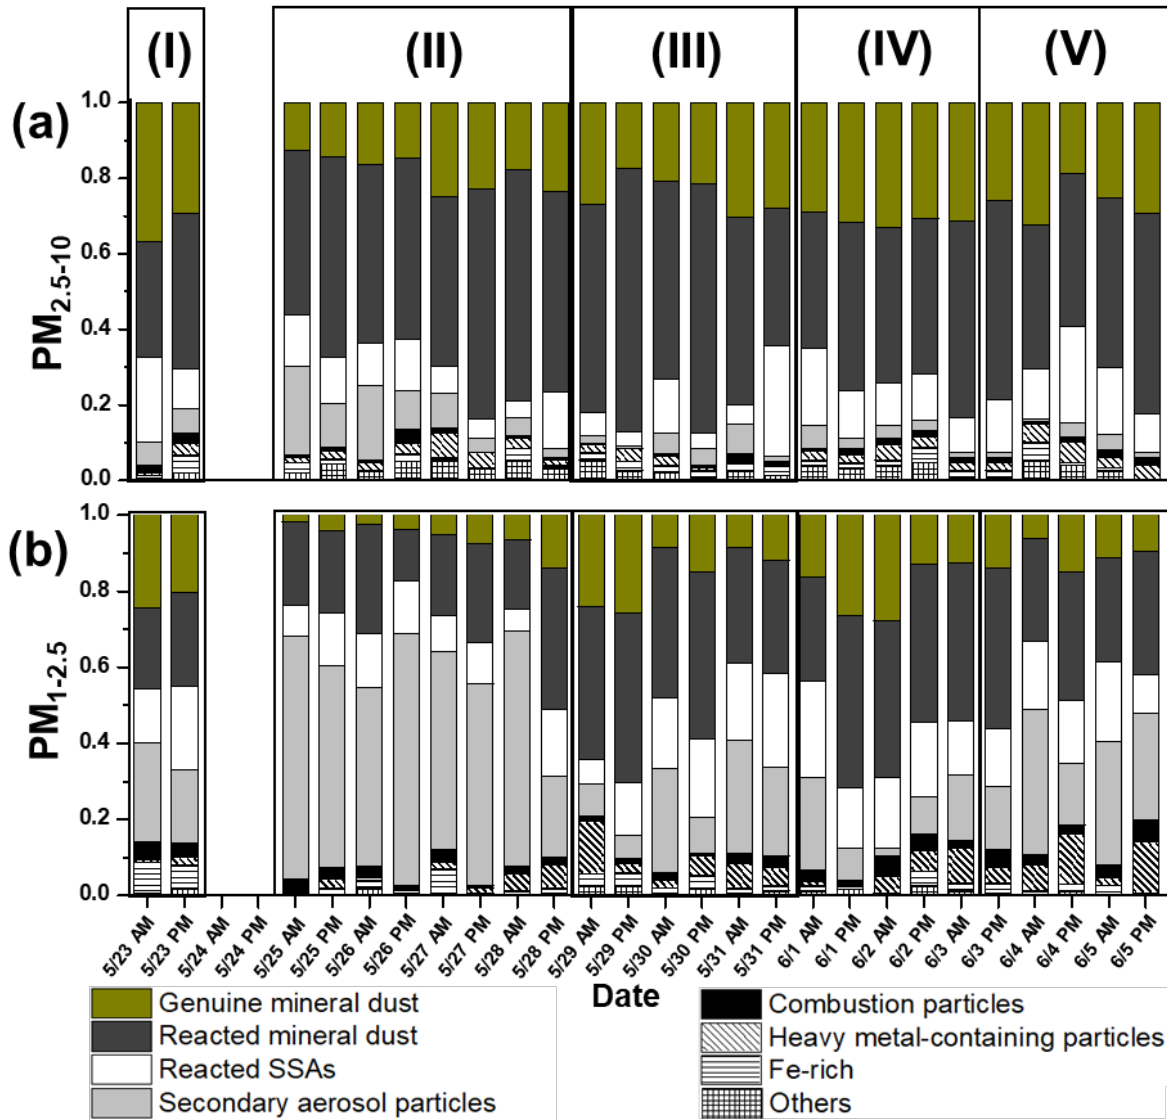 (I) (II) (III) (IV) (V)
(a)
1.0
0.8
0.6
0.4
0.2
0.0
PM2.5-10
(b)
1.0
0.8
0.6
0.4
0.2
0.0
PM1-2.5
5/23 AM 5/23 PM 5/24 AM 5/24 PM 5/25 AM 5/25 PM 5/26 AM 5/26 PM 5/27 AM 5/27 PM 5/28 AM 5/28 PM 5/29 AM 5/29 PM 5/30 AM 5/30 PM 5/31 AM 5/31 PM 6/1 AM 6/1 PM 6/2 AM 6/2 PM 6/3 AM 6/3 PM 6/4 AM 6/4 PM 6/5 AM 6/5 PM
Date
Genuine mineral dust
Reacted mineral dust
Reacted SSAs
Secondary aerosol particles
Combustion particles
Heavy metal-containing particles
Fe-rich
Others